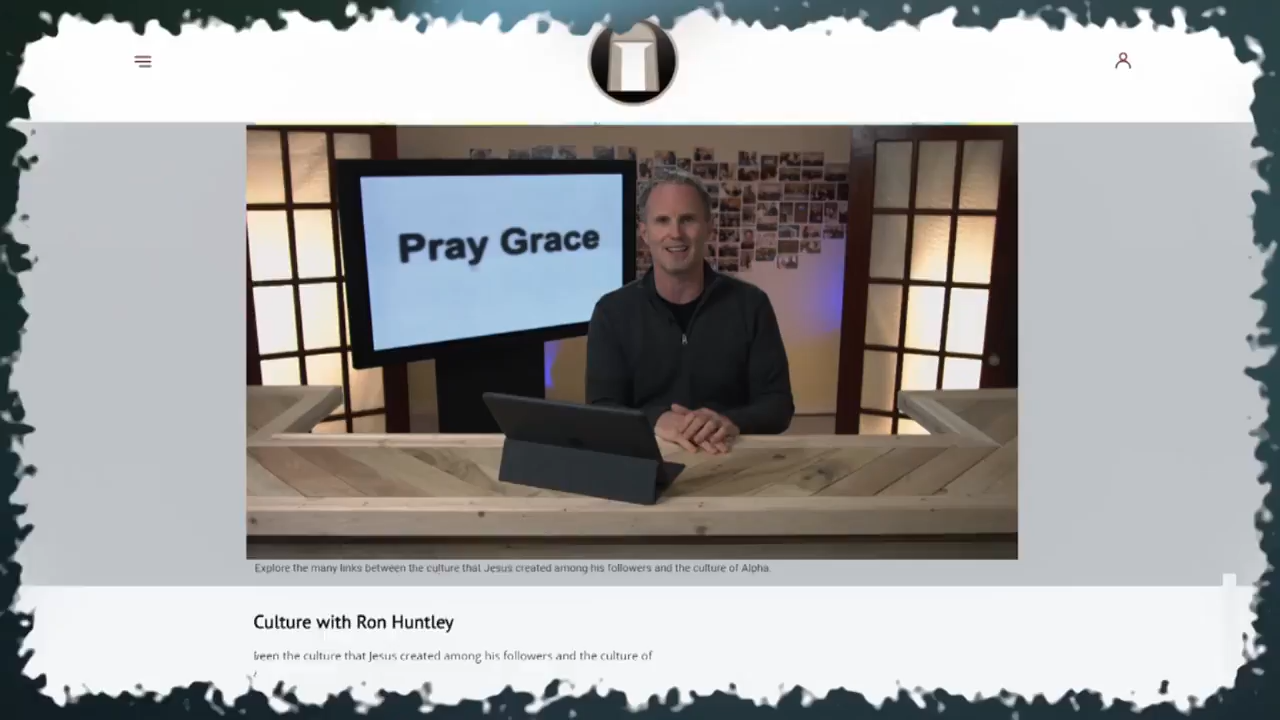 Pray Grace
Explore the many links between the culture that Jesus created among his followers and the culture of Alpha.
Culture with Ron Huntley
the culture that Jesus created among his followers and the culture of